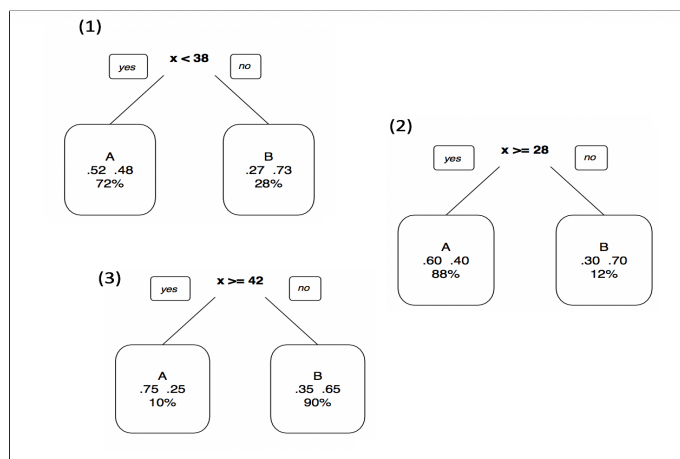 (1)
x < 38
yes
no
A
.52 .48
72%
B
.27 .73
28%
(2)
x >= 28
yes
no
A
.60 .40
88%
B
.30 .70
12%
(3)
x >= 42
yes
no
A
.75 .25
10%
B
.35 .65
90%